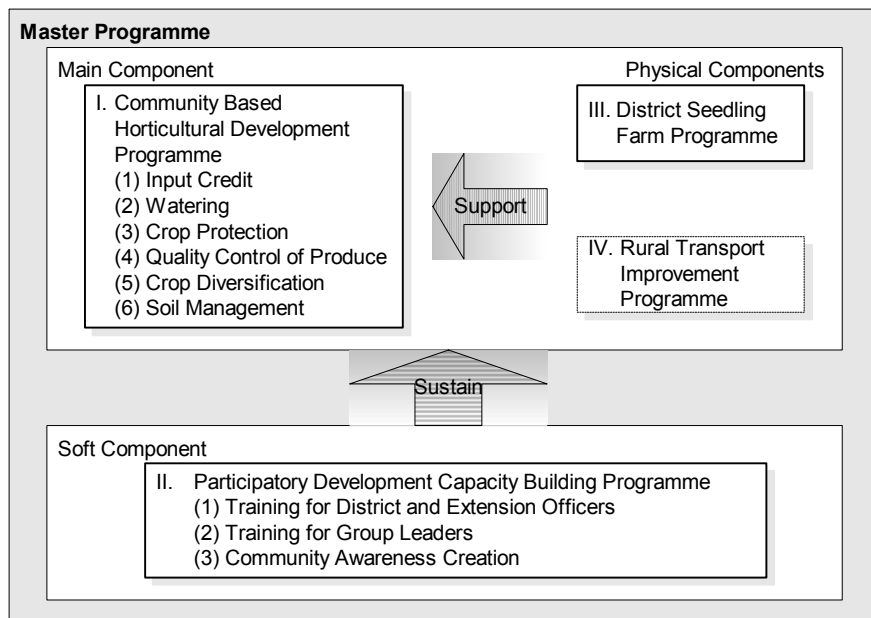 Master Programme
Main Component
I. Community Based
Horticultural Development
Programme
(1) Input Credit
(2) Watering
(3) Crop Protection
(4) Quality Control of Produce
(5) Crop Diversification
(6) Soil Management
Support
Physical Components
III. District Seedling
Farm Programme
IV. Rural Transport
Improvement
Programme
Sustain
Soft Component
II. Participatory Development Capacity Building Programme
(1) Training for District and Extension Officers
(2) Training for Group Leaders
(3) Community Awareness Creation